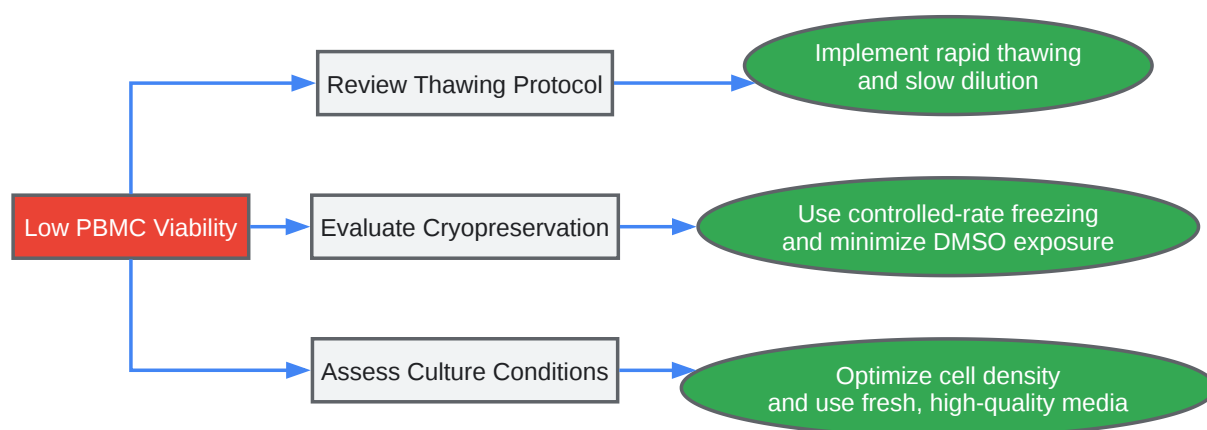 Review Thawing Protocol
Implement rapid thawing
and slow dilution
Low PBMC Viability
Evaluate Cryopreservation
Use controlled-rate freezing
and minimize DMSO exposure
Assess Culture Conditions
Optimize cell density
and use fresh, high-quality media